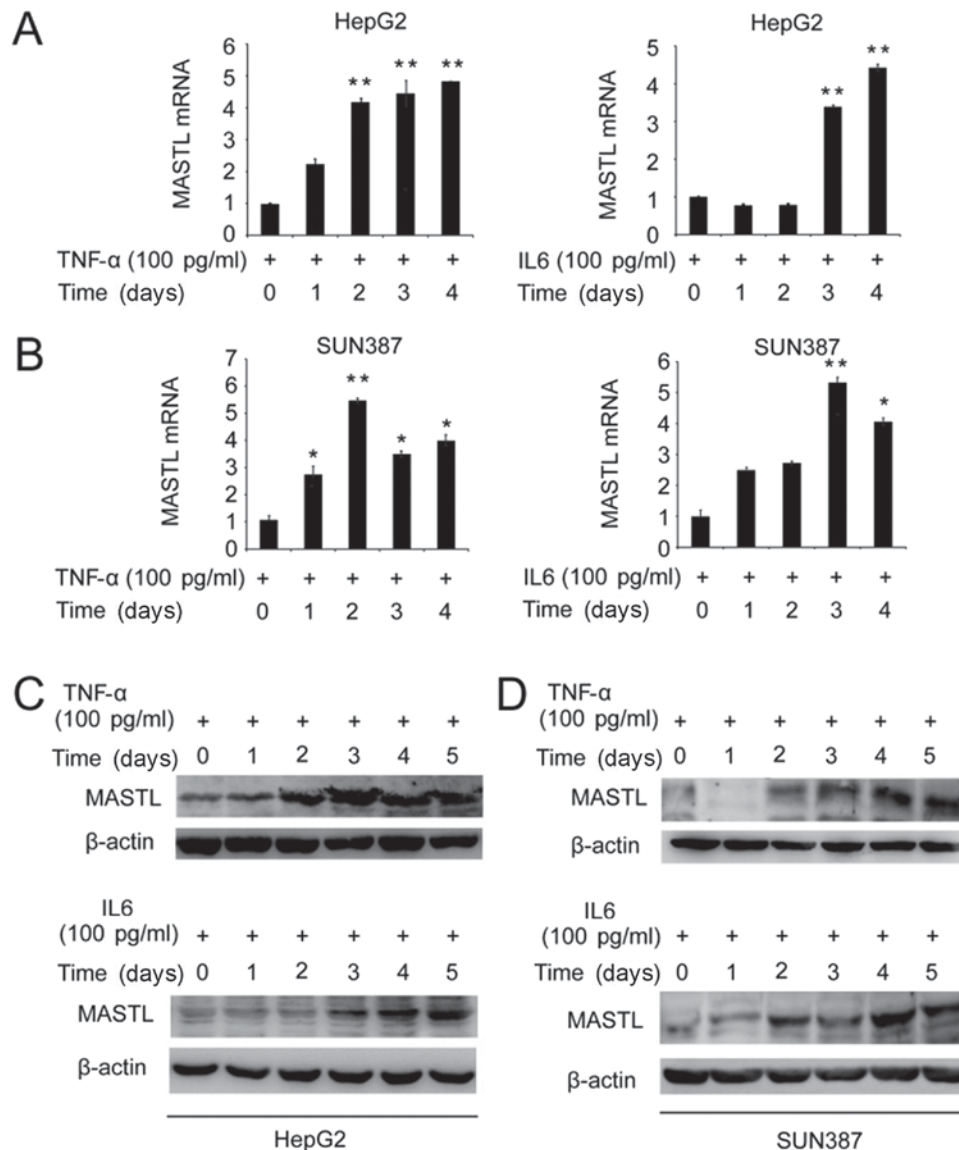 A
HepG2
MASTL mRNA
6
5
4
3
2
1
0
** ** **
TNF-α (100 pg/ml) + + + + +
Time (days) 0 1 2 3 4
HepG2
MASTL mRNA
5
4
3
2
1
0
** **
IL6 (100 pg/ml) + + + + +
Time (days) 0 1 2 3 4
B
SUN387
MASTL mRNA
7
6
5
4
3
2
1
0
* ** * *
TNF-α (100 pg/ml) + + + + +
Time (days) 0 1 2 3 4
SUN387
MASTL mRNA
6
5
4
3
2
1
0
** *
IL6 (100 pg/ml) + + + + +
Time (days) 0 1 2 3 4
C
TNF-α
(100 pg/ml) + + + + + +
Time (days) 0 1 2 3 4 5
MASTL
β-actin
IL6
(100 pg/ml) + + + + + +
Time (days) 0 1 2 3 4 5
MASTL
β-actin
HepG2
D
TNF-α
(100 pg/ml) + + + + + +
Time (days) 0 1 2 3 4 5
MASTL
β-actin
IL6
(100 pg/ml) + + + + + +
Time (days) 0 1 2 3 4 5
MASTL
β-actin
SUN387